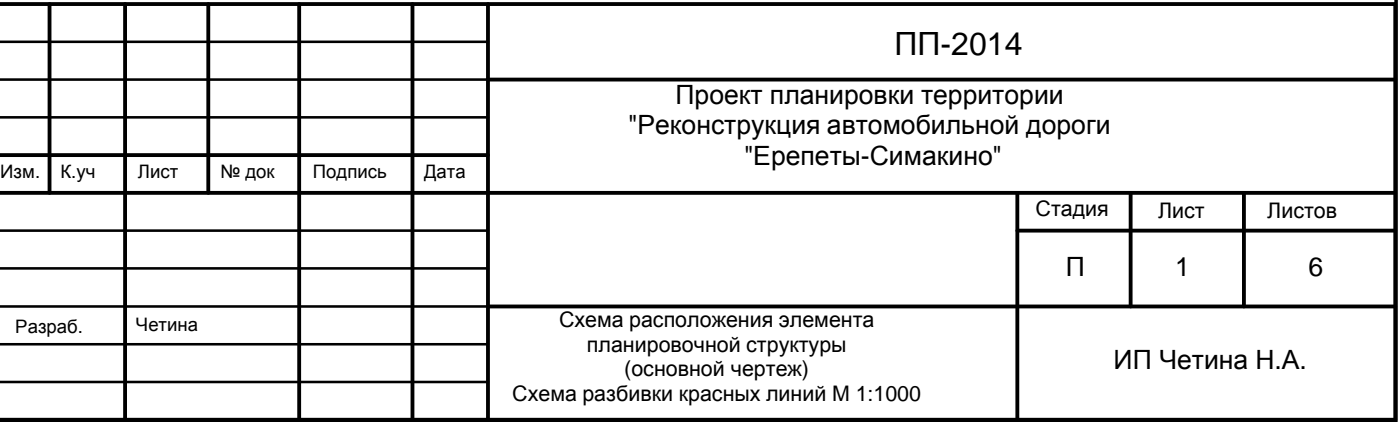 ПП-2014
Проект планировки территории
"Реконструкция автомобильной дороги
"Ерепеты-Симакино"
Изм. К.уч Лист № док Подпись Дата
Стадия Лист Листов
П 1 6
Разраб. Четина
Схема расположения элемента
планировочной структуры
(основной чертеж)
Схема разбивки красных линий М 1:1000
ИП Четина Н.А.